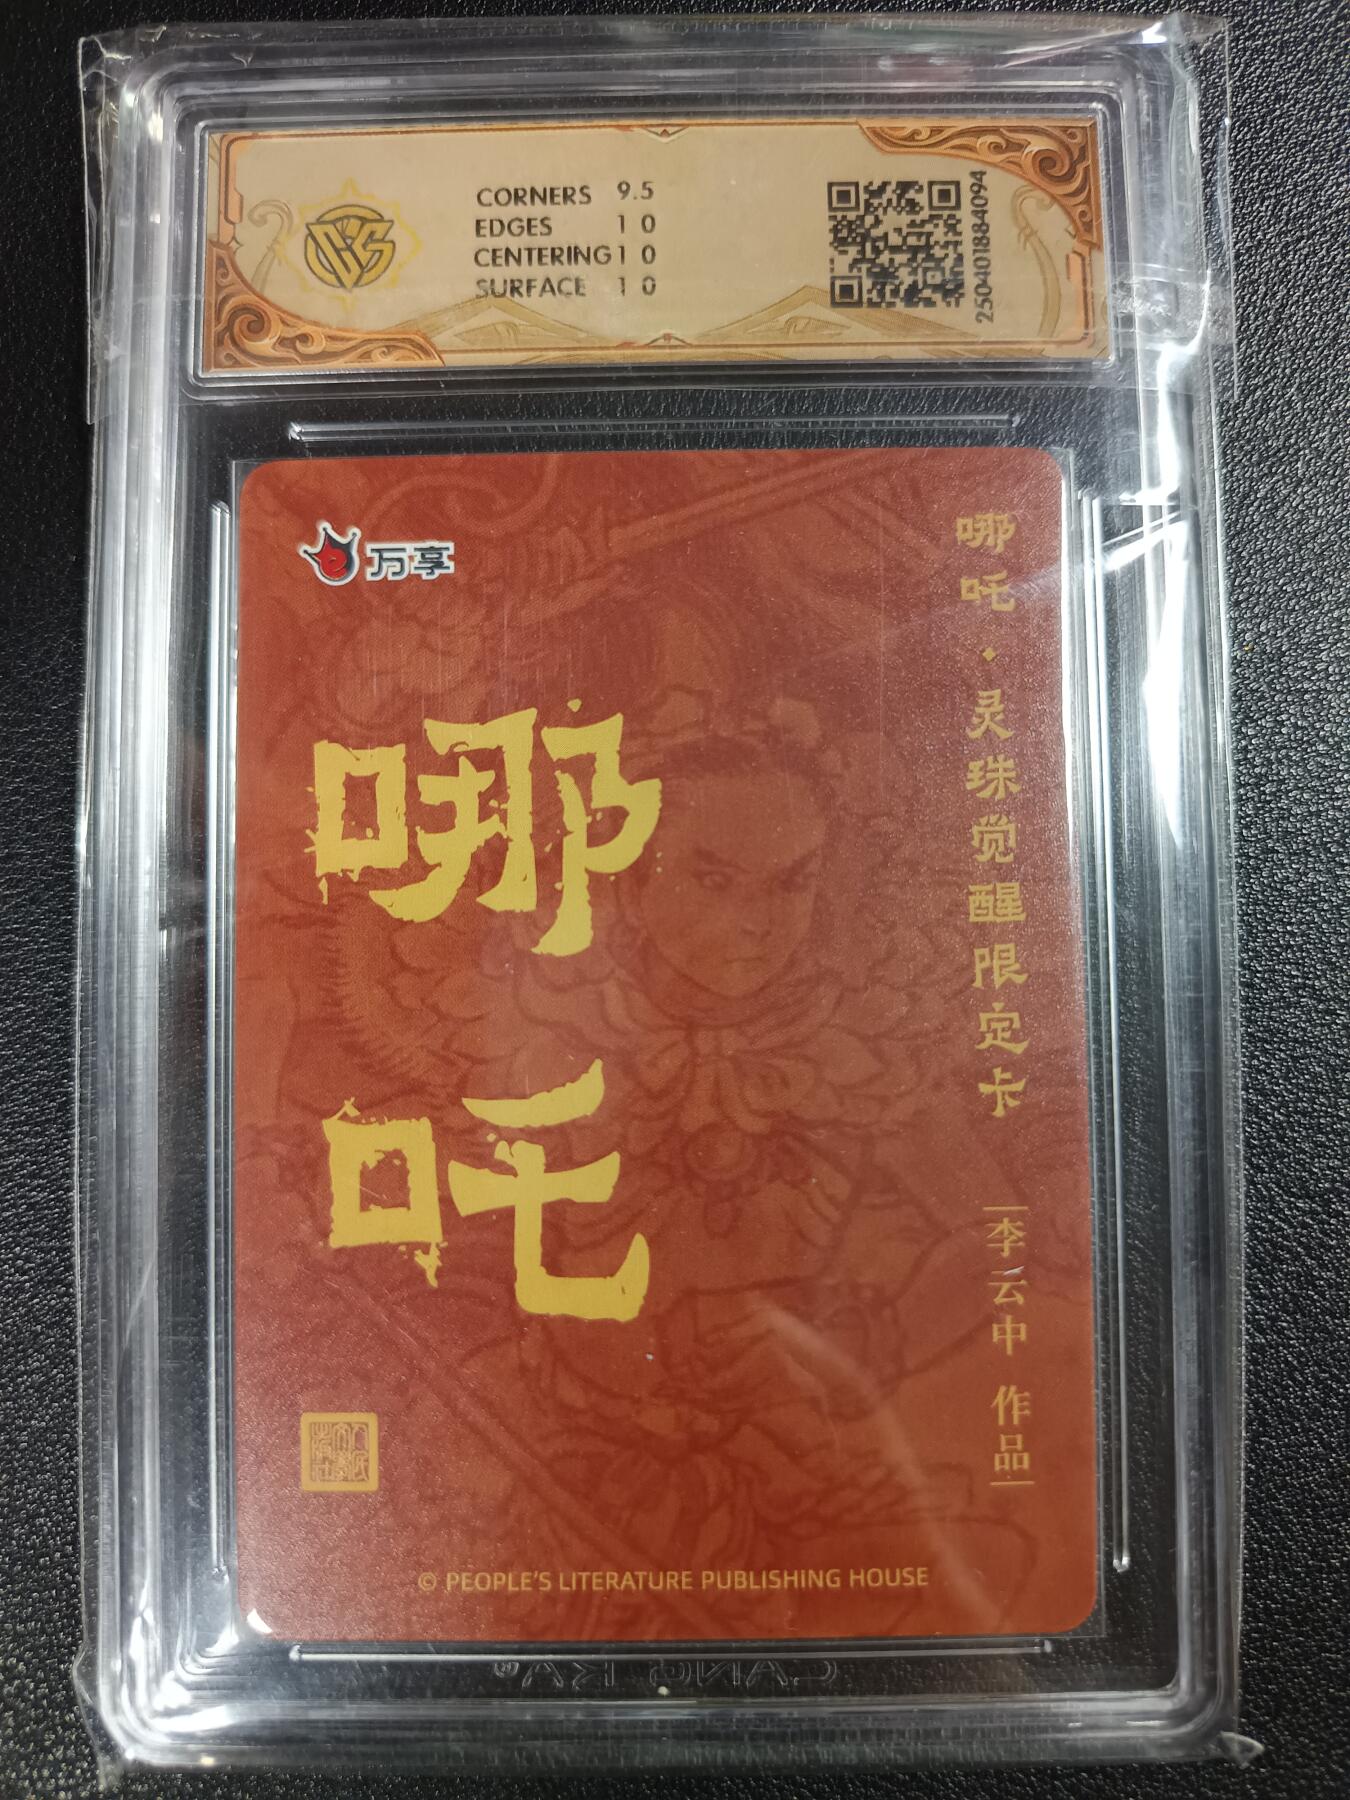 CORNERS 9.5
EDGES 10
CENTERING 10
SURFACE 10
250401884094
万享
哪吒·灵珠觉醒限定卡
李云中 作品
哪吒
© PEOPLE'S LITERATURE PUBLISHING HOUSE